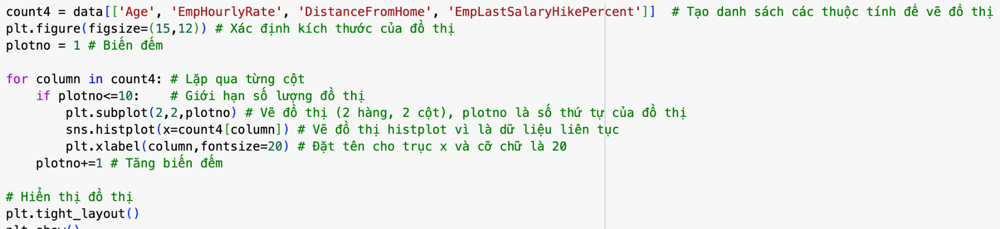 count4 = data[['Age', 'EmpHourlyRate', 'DistanceFromHome', 'EmpLastSalaryHikePercent']]  # Tạo danh sách các thuộc tính để vẽ đồ thị
plt.figure(figsize=(15,12)) # Xác định kích thước của đồ thị
plotno = 1 # Biến đếm

for column in count4: # Lặp qua từng cột
    if plotno<=10:    # Giới hạn số lượng đồ thị
        plt.subplot(2,2,plotno) # Vẽ đồ thị (2 hàng, 2 cột), plotno là số thứ tự của đồ thị
        sns.histplot(x=count4[column]) # Vẽ đồ thị histplot vì là dữ liệu liên tục
        plt.xlabel(column,fontsize=20) # Đặt tên cho trục x và cỡ chữ là 20
    plotno+=1 # Tăng biến đếm

# Hiển thị đồ thị
plt.tight_layout()
plt.show()